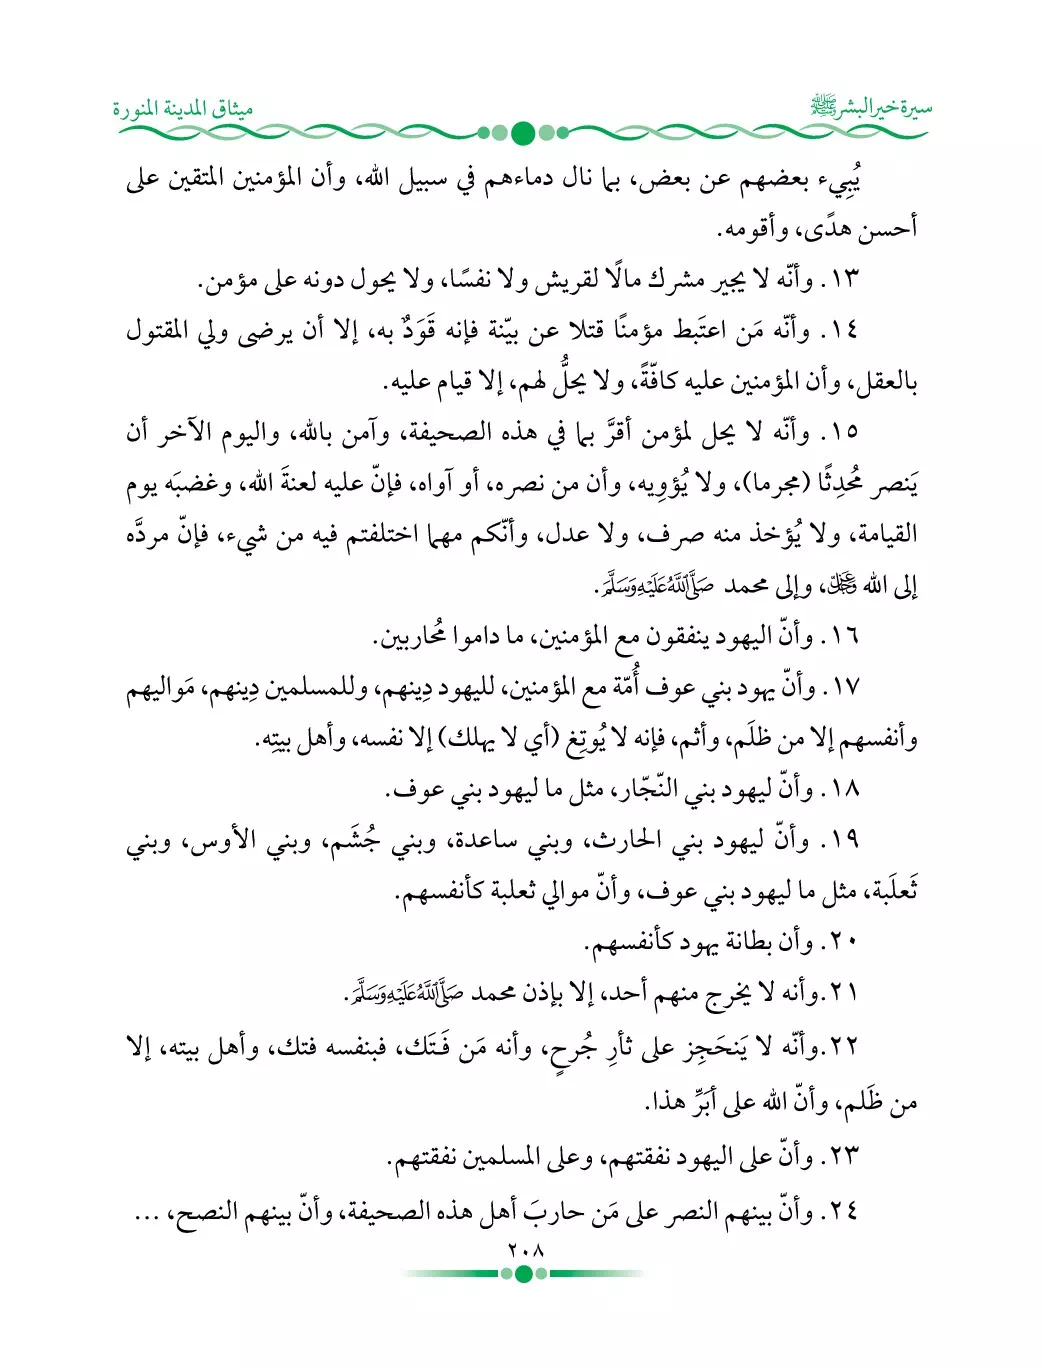 سيرة خير البشر ﷺ
ميثاق المدينة المنورة
يُبِيء بعضهم عن بعض، بما نال دماءهم في سبيل الله، وأن المؤمنين المتقين على
أحسن هدًى، وأقومه.
١٣. وأنّه لا يجير مشرك مالًا لقريش ولا نفسًا، ولا يحول دونه على مؤمن.
١٤. وأنّه مَن اعتَبط مؤمنًا قتلا عن بيّنة فإنه قَوَدٌ به، إلا أن يرضى ولي المقتول
بالعقل، وأن المؤمنين عليه كافّةً، ولا يحلُّ لهم، إلا قيام عليه.
١٥. وأنّه لا يحل لمؤمن أقرَّ بما في هذه الصحيفة، وآمن بالله، واليوم الآخر أن
يَنصر مُحدِثًا (مجرما)، ولا يُؤوِيه، وأن من نصره، أو آواه، فإنّ عليه لعنةَ الله، وغضبَه يوم
القيامة، ولا يُؤخذ منه صرف، ولا عدل، وأنّكم مهما اختلفتم فيه من شيء، فإنّ مردَّه
إلى الله عَزَّوَجَلَّ، وإلى محمد صَلَّى اللَّهُ عَلَيْهِ وَسَلَّمَ.
١٦. وأنّ اليهود ينفقون مع المؤمنين، ما داموا مُحاربين.
١٧. وأنّ يهود بني عوف أُمّة مع المؤمنين، لليهود دِينهم، وللمسلمين دِينهم، مَواليهم
وأنفسهم إلا من ظلَم، وأثم، فإنه لا يُوتِغ (أي لا يهلك) إلا نفسه، وأهل بيتِه.
١٨. وأنّ ليهود بني النّجّار، مثل ما ليهود بني عوف.
١٩. وأنّ ليهود بني الحارث، وبني ساعدة، وبني جُشَم، وبني الأوس، وبني
ثَعلَبة، مثل ما ليهود بني عوف، وأنّ موالي ثعلبة كأنفسهم.
٢٠. وأن بطانة يهود كأنفسهم.
٢١.وأنه لا يخرج منهم أحد، إلا بإذن محمد صَلَّى اللَّهُ عَلَيْهِ وَسَلَّمَ.
٢٢.وأنّه لا يَنحَجِز على ثأرِ جُرحٍ، وأنه مَن فَتَك، فبنفسه فتك، وأهل بيته، إلا
من ظَلم، وأنّ الله على أبَرِّ هذا.
٢٣. وأنّ على اليهود نفقتهم، وعلى المسلمين نفقتهم.
٢٤. وأنّ بينهم النصر على مَن حاربَ أهل هذه الصحيفة، وأنّ بينهم النصح، ...
٢٠٨